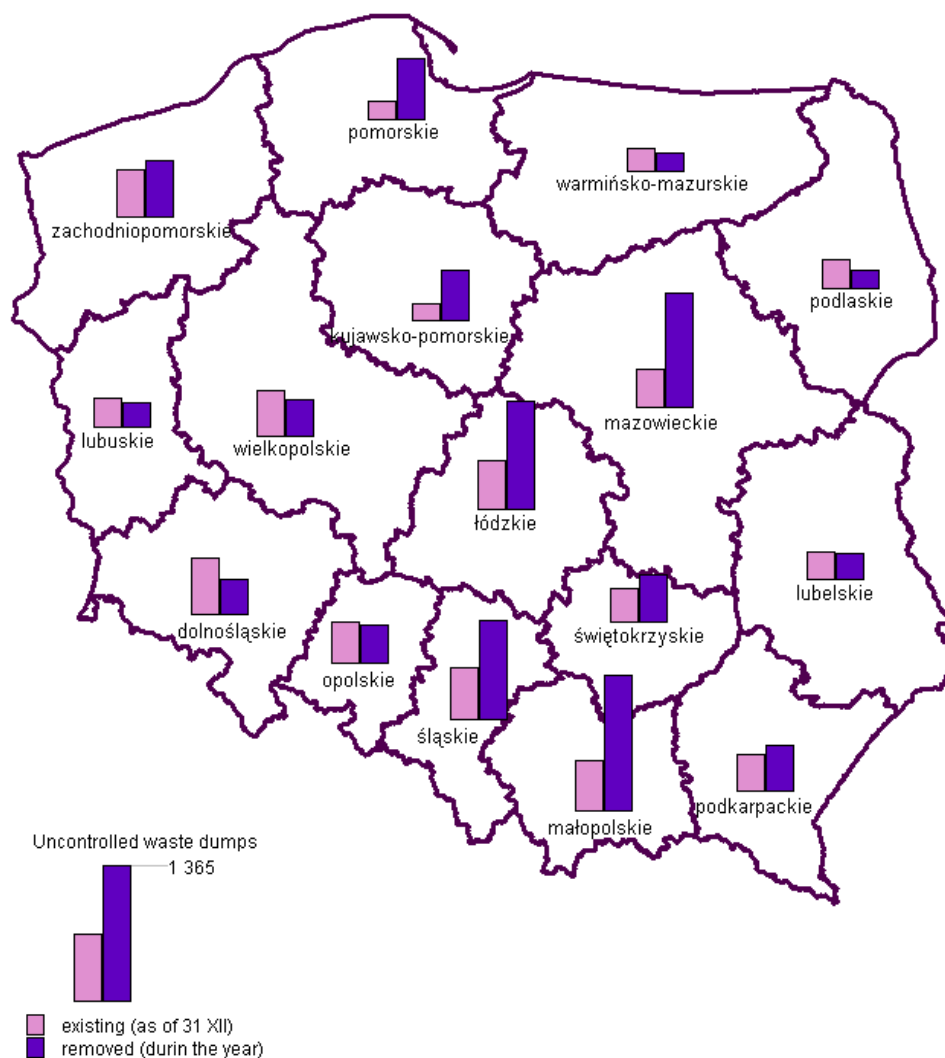 pomorskie
warmińsko-mazurskie
zachodniopomorskie
podlaskie
kujawsko-pomorskie
mazowieckie
lubuskie
wielkopolskie
łódzkie
lubelskie
dolnośląskie
świętokrzyskie
opolskie
śląskie
podkarpackie
małopolskie
Uncontrolled waste dumps
1 365
existing (as of 31 XII)
removed (durin the year)